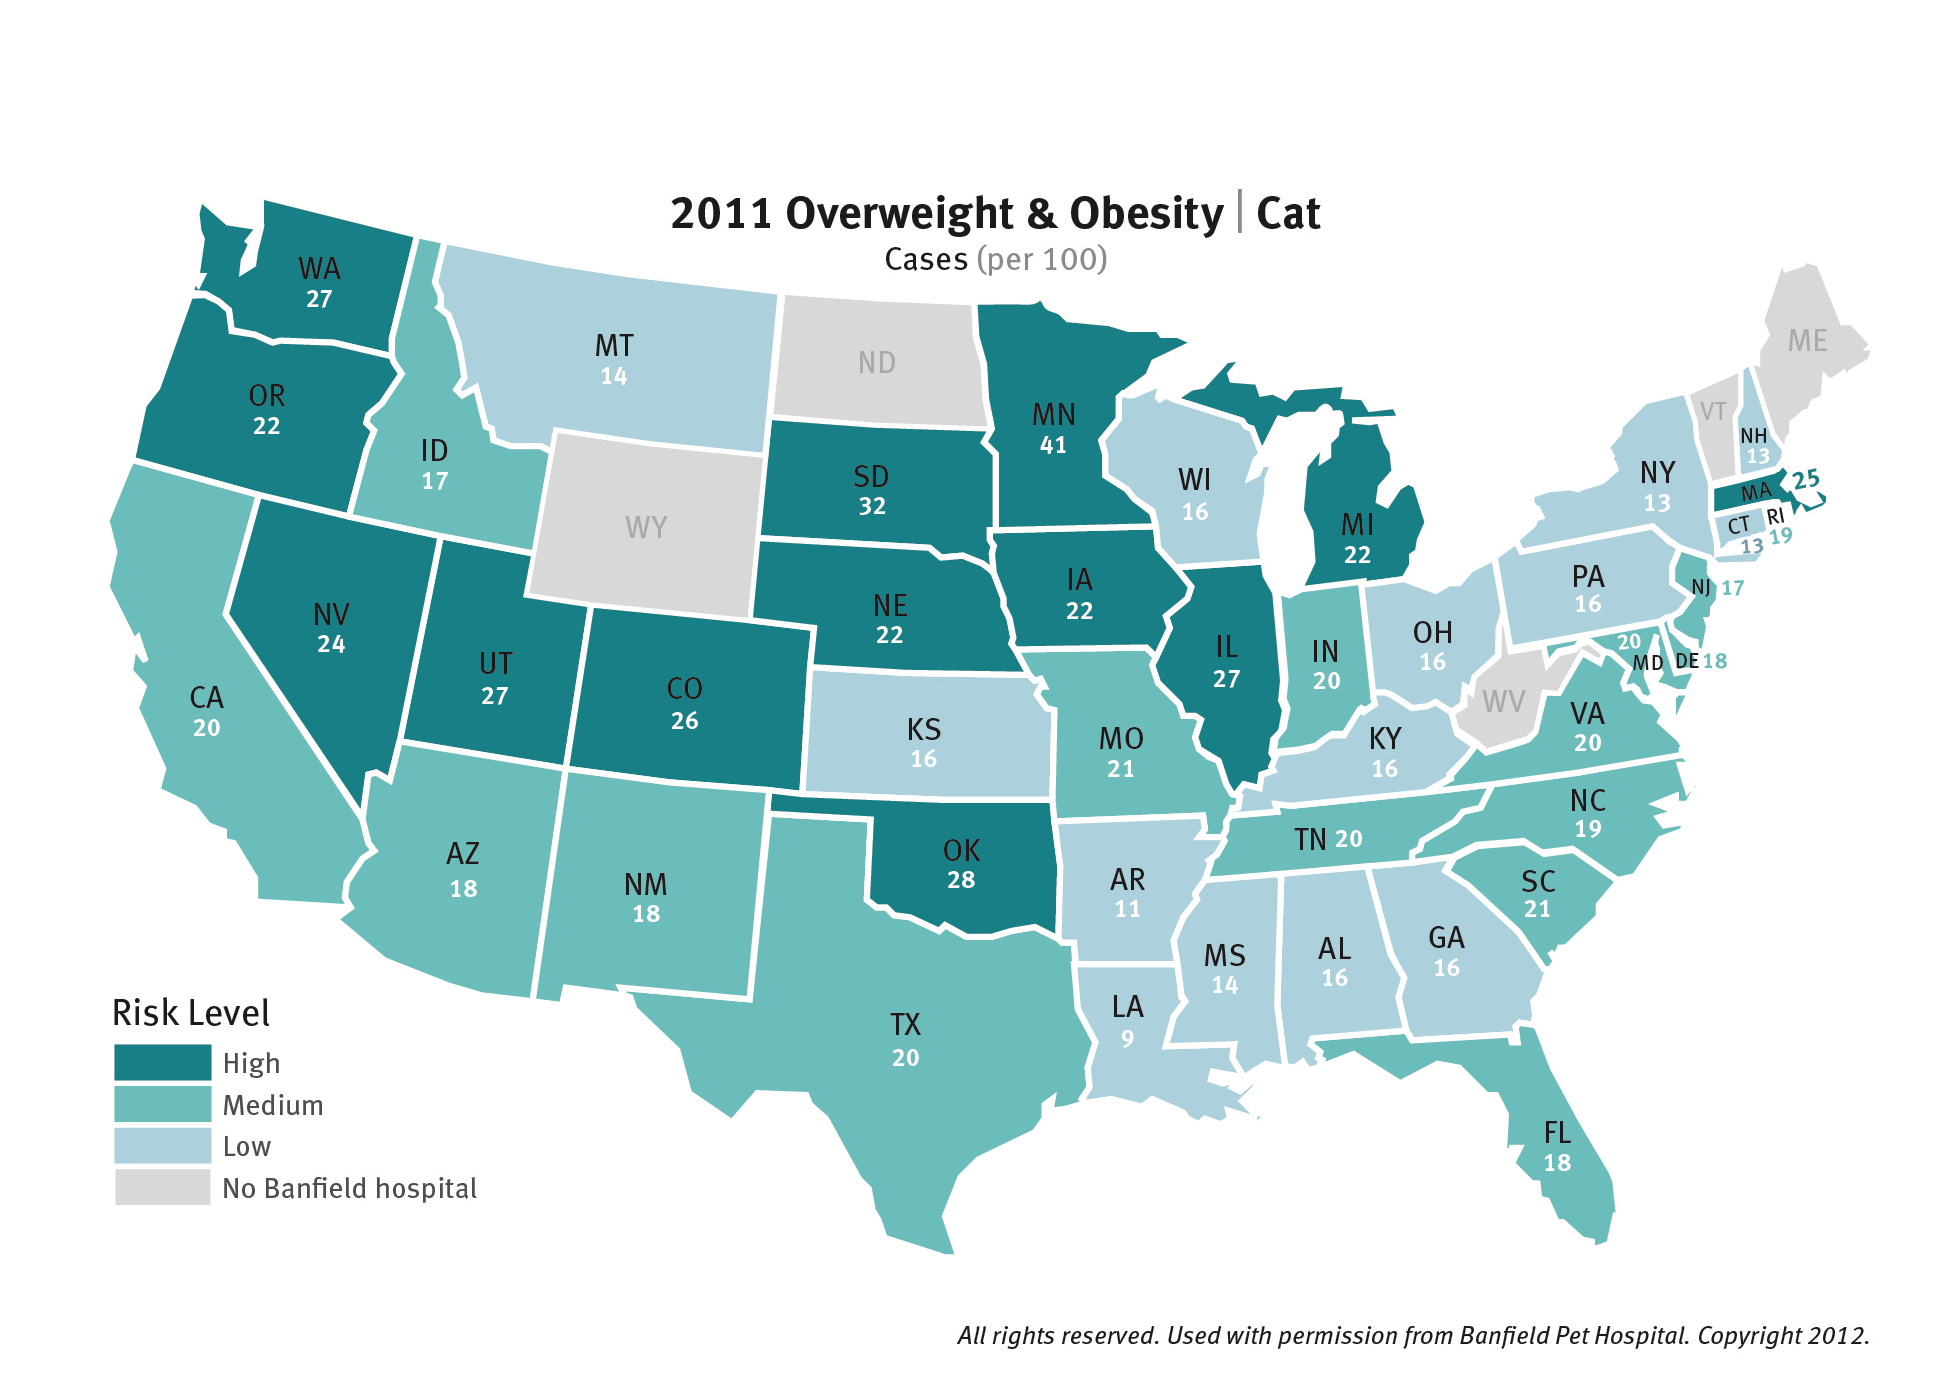 2011 Overweight & Obesity | Cat
Cases (per 100)
WA
27
OR
22
CA
20
NV
24
ID
17
MT
14
WY
UT
27
CO
26
AZ
18
NM
18
ND
SD
32
NE
22
KS
16
OK
28
TX
20
MN
41
IA
22
MO
21
AR
11
LA
9
WI
16
IL
27
MI
22
IN
20
OH
16
KY
16
TN 20
MS
14
AL
16
GA
16
FL
18
SC
21
NC
19
VA
20
WV
PA
16
NY
13
VT
NH
13
ME
MA 25
CT
13
RI
19
NJ 17
DE 18
20
MD
Risk Level
High
Medium
Low
No Banfield hospital
All rights reserved. Used with permission from Banfield Pet Hospital. Copyright 2012.